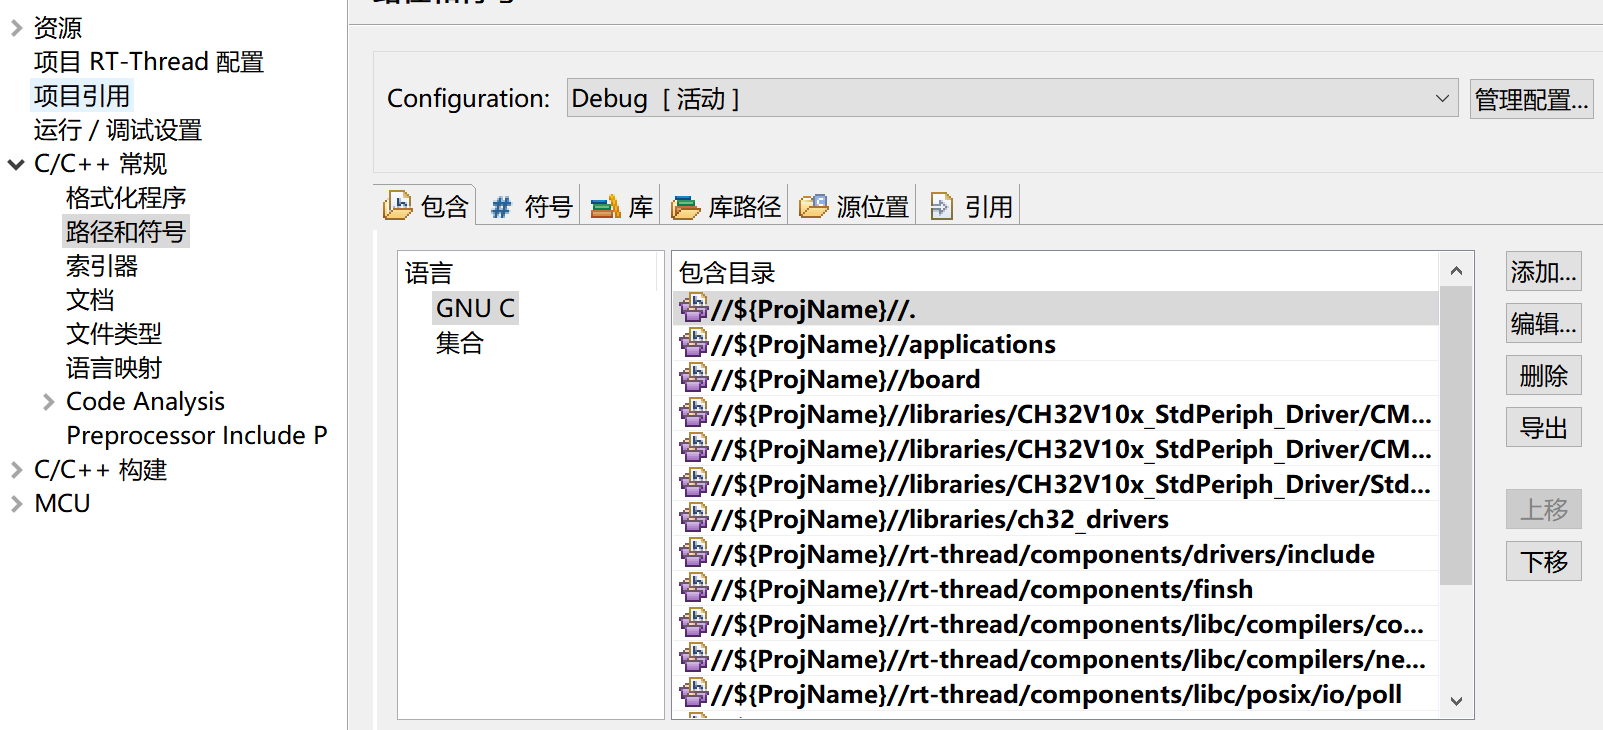 资源
项目 RT-Thread 配置
项目引用
运行 / 调试设置
C/C++ 常规
格式化程序
路径和符号
索引器
文档
文件类型
语言映射
Code Analysis
Preprocessor Include P
C/C++ 构建
MCU
Configuration:
Debug [ 活动 ]
管理配置...
包含
符号
库
库路径
源位置
引用
语言
GNU C
集合
包含目录
//${ProjName}//.
//${ProjName}//applications
//${ProjName}//board
//${ProjName}//libraries/CH32V10x_StdPeriph_Driver/CM...
//${ProjName}//libraries/CH32V10x_StdPeriph_Driver/CM...
//${ProjName}//libraries/CH32V10x_StdPeriph_Driver/Std...
//${ProjName}//libraries/ch32_drivers
//${ProjName}//rt-thread/components/drivers/include
//${ProjName}//rt-thread/components/finsh
//${ProjName}//rt-thread/components/libc/compilers/co...
//${ProjName}//rt-thread/components/libc/compilers/ne...
//${ProjName}//rt-thread/components/libc/posix/io/poll
添加...
编辑...
删除
导出
上移
下移